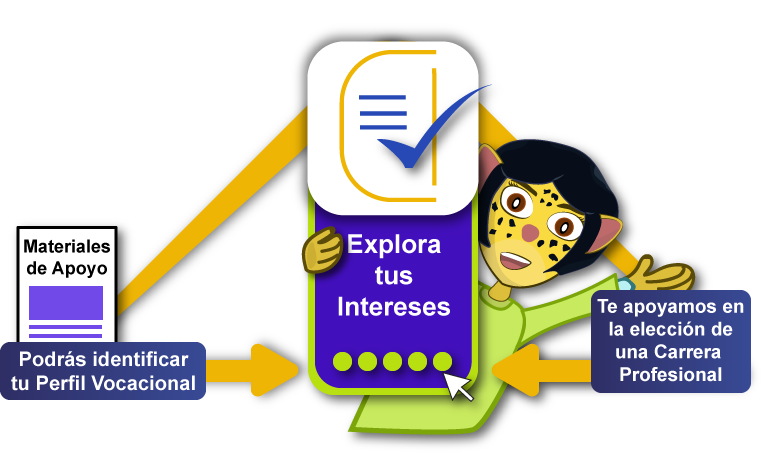 Materiales
de Apoyo
Podrás identificar
tu Perfil Vocacional
Explora
tus
Intereses
Te apoyamos en
la elección de
una Carrera
Profesional